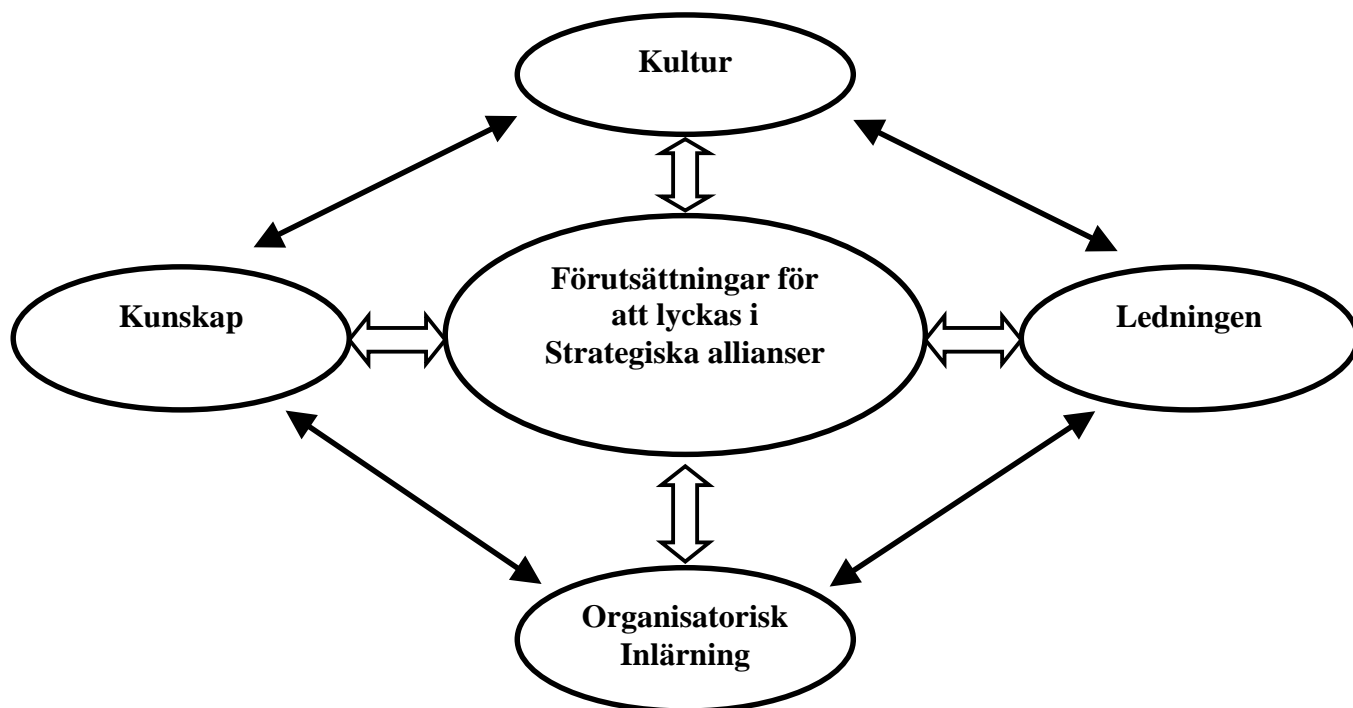 Kultur
Förutsättningar för
att lyckas i
Strategiska allianser
Kunskap
Ledningen
Organisatorisk
Inlärning